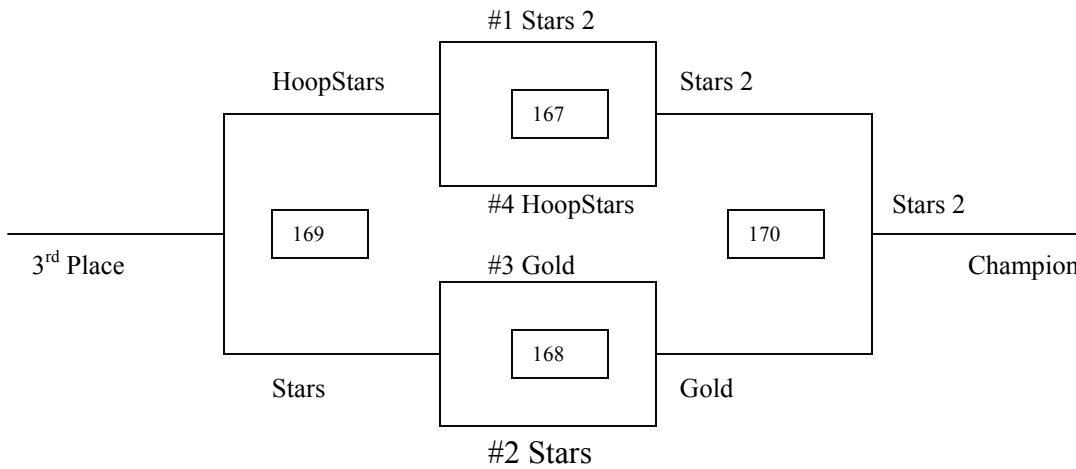 #1 Stars 2
HoopStars
167
Stars 2
#4 HoopStars
Stars 2
169
170
3rd Place
#3 Gold
Champion
168
Stars
Gold
#2 Stars